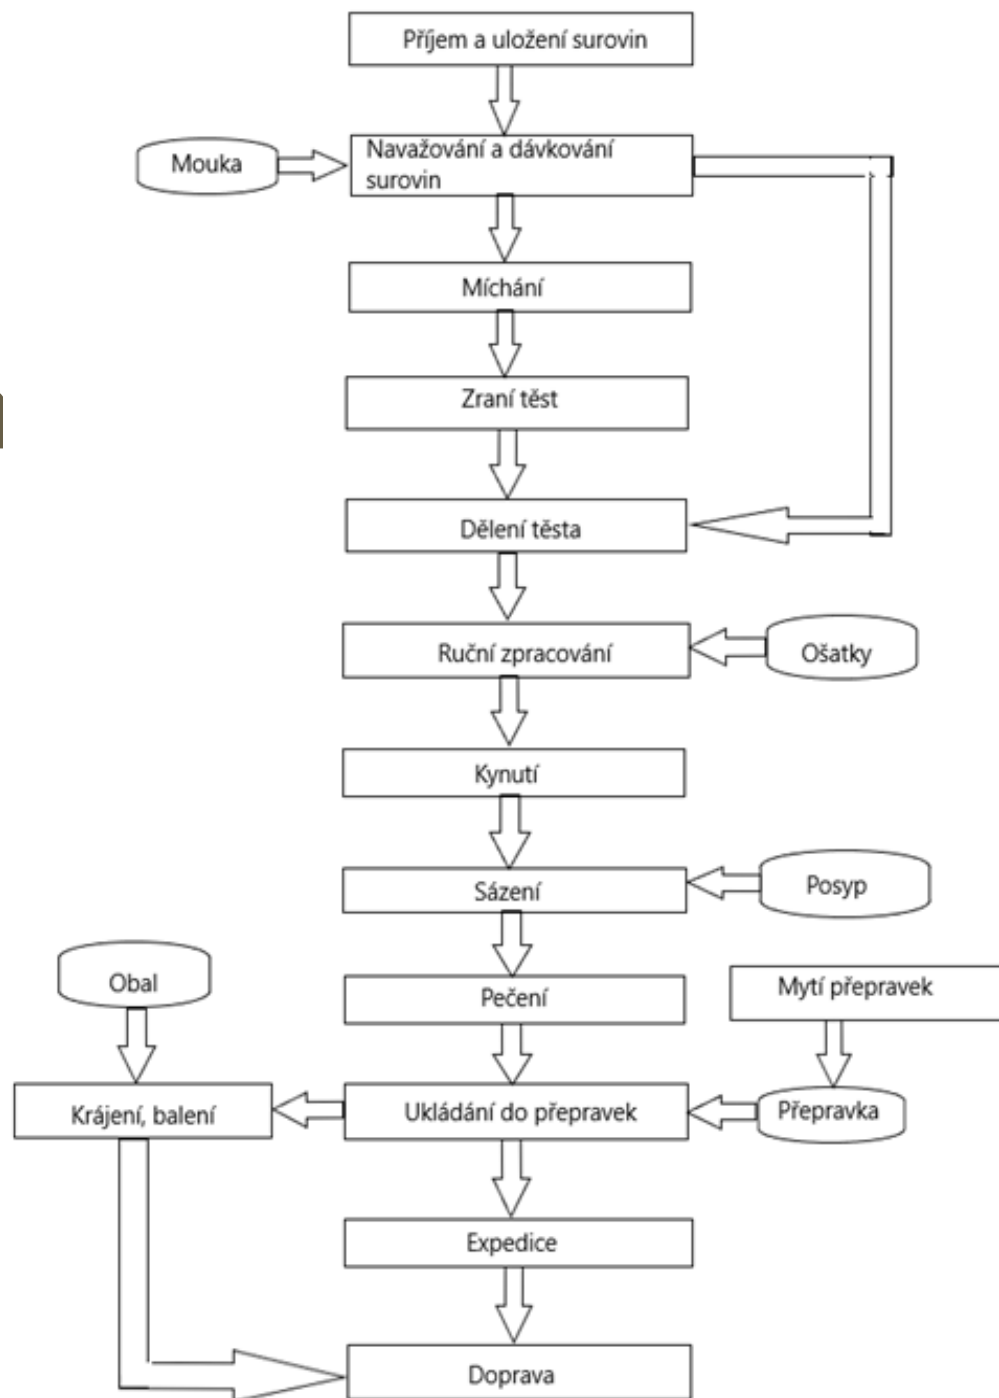 Příjem a uložení surovin
Mouka
Navažování a dávkování
surovin
Míchání
Zraní těst
Dělení těsta
Ruční zpracování
Ošatky
Kynutí
Sázení
Posyp
Obal
Pečení
Mytí přepravek
Krájení, balení
Ukládání do přepravek
Přepravka
Expedice
Doprava